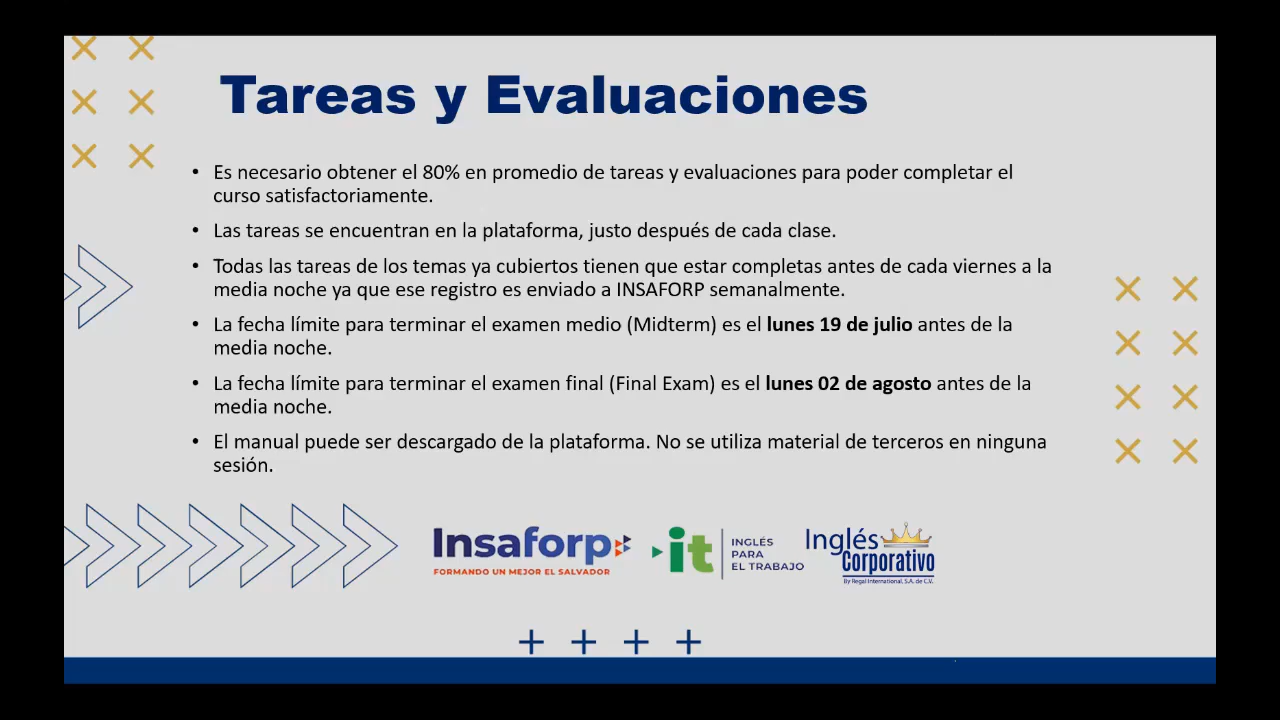 Tareas y Evaluaciones
• Es necesario obtener el 80% en promedio de tareas y evaluaciones para poder completar el
curso satisfactoriamente.
• Las tareas se encuentran en la plataforma, justo después de cada clase.
• Todas las tareas de los temas ya cubiertos tienen que estar completas antes de cada viernes a la
media noche ya que ese registro es enviado a INSAFORP semanalmente.
• La fecha límite para terminar el examen medio (Midterm) es el lunes 19 de julio antes de la
media noche.
• La fecha límite para terminar el examen final (Final Exam) es el lunes 02 de agosto antes de la
media noche.
• El manual puede ser descargado de la plataforma. No se utiliza material de terceros en ninguna
sesión.
Insaforp
FORMANDO UN MEJOR EL SALVADOR
it
INGLÉS
PARA
EL TRABAJO
Inglés
Corporativo
By Regal International, S.A. de C.V.